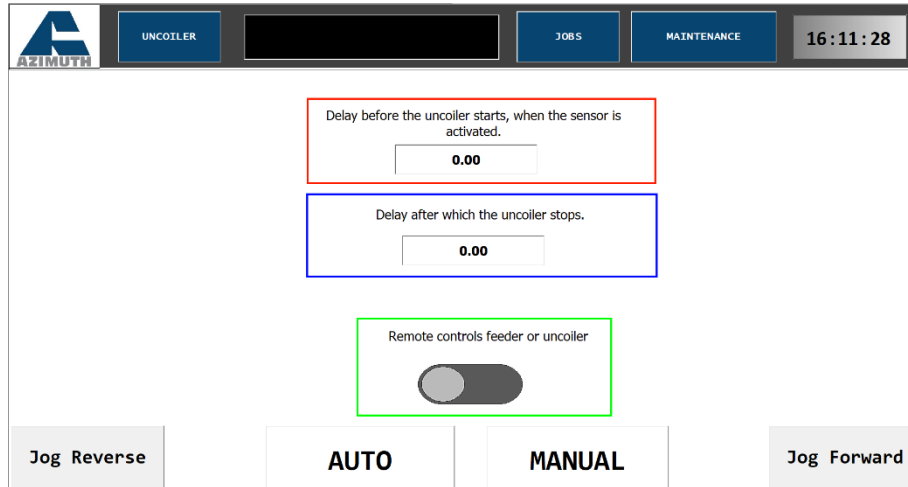 AZIMUTH
UNCOILER
JOBS
MAINTENANCE
16:11:28
Delay before the uncoiler starts, when the sensor is
activated.
0.00
Delay after which the uncoiler stops.
0.00
Remote controls feeder or uncoiler
Jog Reverse
AUTO
MANUAL
Jog Forward